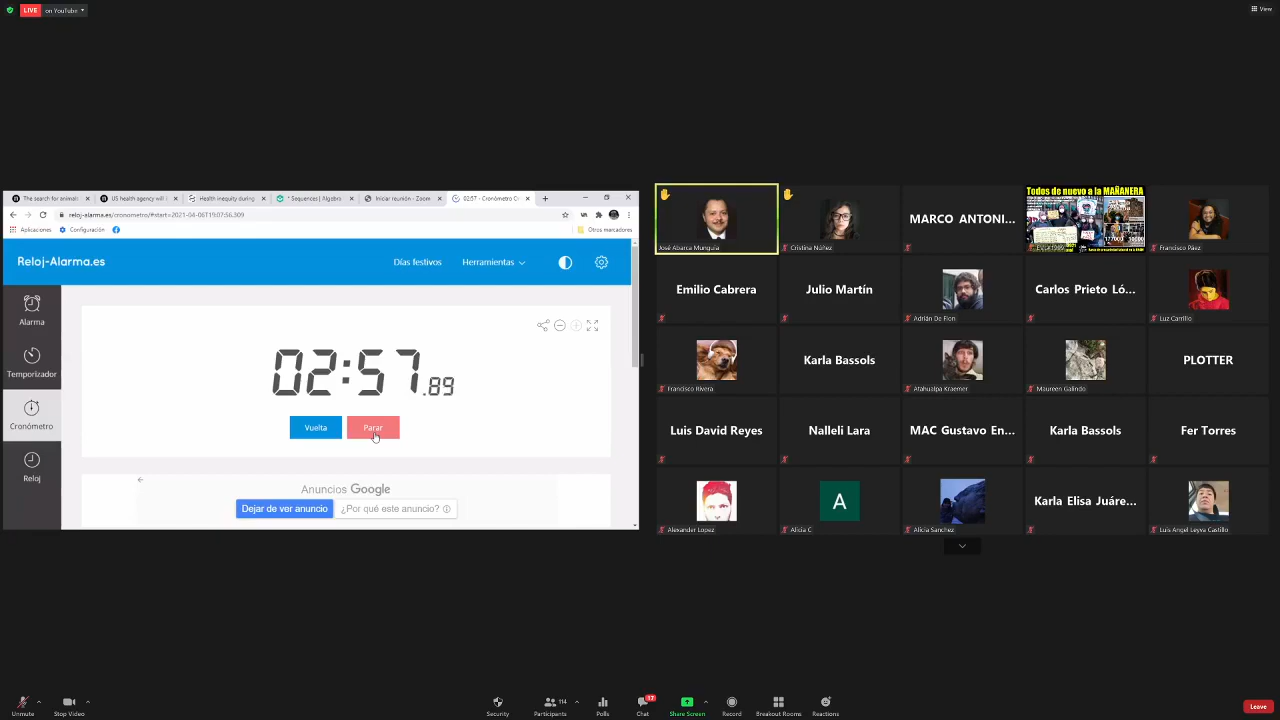 LIVE on YouTube
View
The search for animals
US health agency will i
Health inequity during
* Sequences | Algebra
Iniciar reunión - Zoom
02:57 - Cronómetro C
reloj-alarma.es/cronometro/#start=2021-04-06T19:07:56.309
Aplicaciones Configuración Otros marcadores
Reloj-Alarma.es
Días festivos Herramientas
Alarma
Temporizador
Cronómetro
Reloj
02:57.89
Vuelta Parar
Anuncios Google
Dejar de ver anuncio ¿Por qué este anuncio?
José Abarca Munguía
Cristina Núñez
MARCO ANTONI...
Todos de nuevo a la MAÑANERA
Francisco Páez
Emilio Cabrera
Julio Martín
Adrián De Flon
Carlos Prieto Ló...
Luz Carrillo
Francisco Rivera
Karla Bassols
Atahualpa Kraemer
Maureen Galindo
PLOTTER
Luis David Reyes
Nalleli Lara
MAC Gustavo En...
Karla Bassols
Fer Torres
Alexander Lopez
A
Alicia C
Alicia Sanchez
Karla Elisa Juáre...
Luis Angel Leyva Castillo
Unmute
Stop Video
Security
114
Participants
Polls
17
Chat
Share Screen
Record
Breakout Rooms
Reactions
Leave